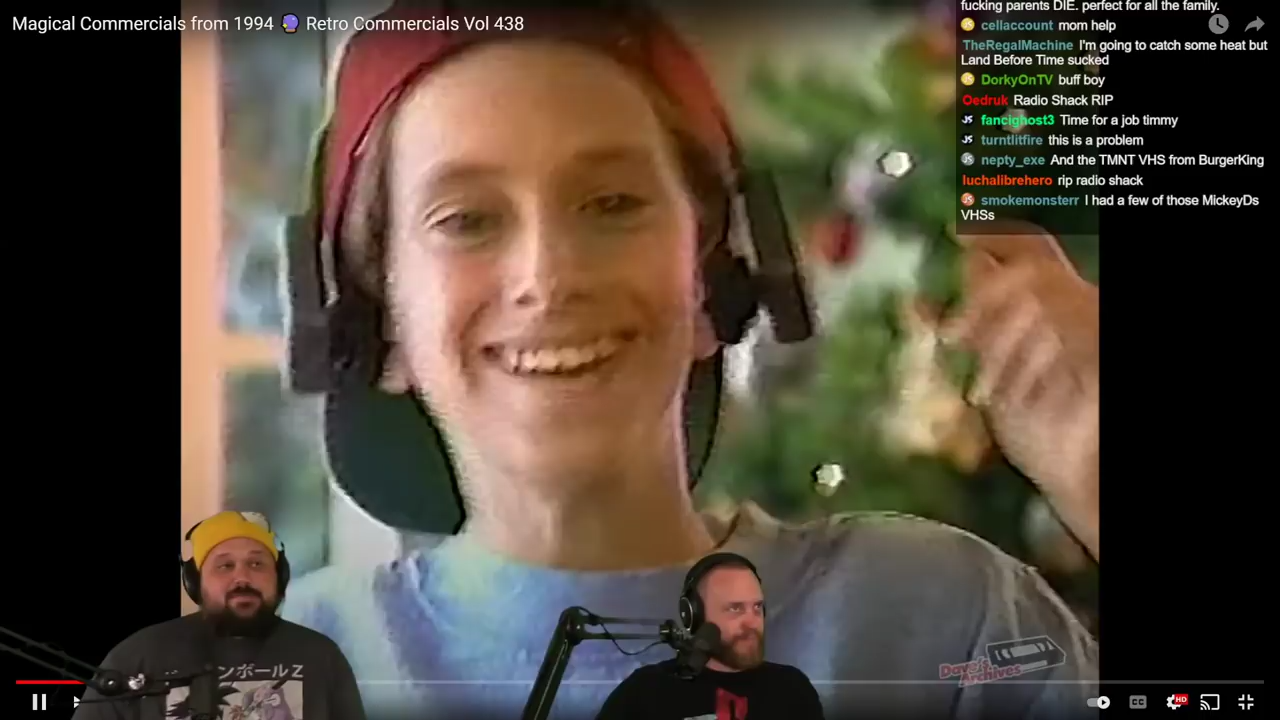 Magical Commercials from 1994 🔮 Retro Commercials Vol 438
fucking parents DIE. perfect for all the family.
cellaccount mom help
TheRegalMachine I'm going to catch some heat but
Land Before Time sucked
DorkyOnTV buff boy
Oedruk Radio Shack RIP
fancighost3 Time for a job timmy
turntlitfire this is a problem
nepty_exe And the TMNT VHS from BurgerKing
luchalibrehero rip radio shack
smokemonsterr I had a few of those MickeyDs
VHSs
ンボールZ
Dave's
Archives
CC
HD